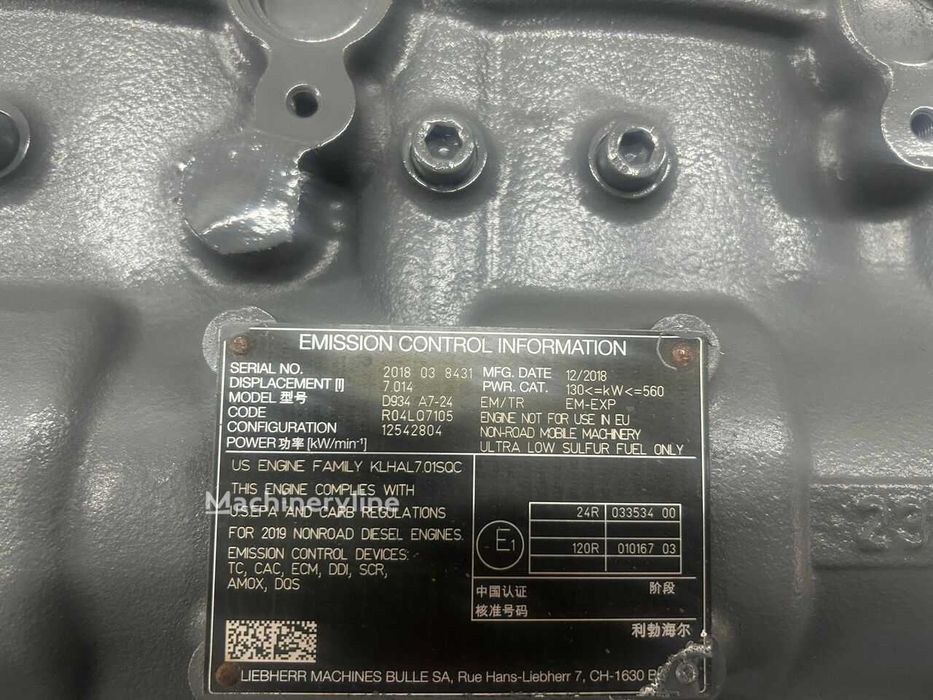 EMISSION CONTROL INFORMATION
SERIAL NO. 2018 03 8431 MFG. DATE 12/2018
DISPLACEMENT [l] 7.014 PWR. CAT. 130<=kW<=560
MODEL 型号 D934 A7-24 EM/TR EM-EXP
CODE R04L07105 ENGINE NOT FOR USE IN EU
CONFIGURATION 12542804 NON-ROAD MOBILE MACHINERY
POWER 功率 [kW/min⁻¹] ULTRA LOW SULFUR FUEL ONLY
US ENGINE FAMILY KLHAL7.01SQC
THIS ENGINE COMPLIES WITH
Machineryline
US.EPA AND CARB REGULATIONS
FOR 2019 NONROAD DIESEL ENGINES.
EMISSION CONTROL DEVICES:
TC, CAC, ECM, DDI, SCR,
AMOX, DQS
E1
24R 033534 00
120R 010167 03
中国认证 阶段
核准号码
利勃海尔
LIEBHERR MACHINES BULLE SA, Rue Hans-Liebherr 7, CH-1630
23